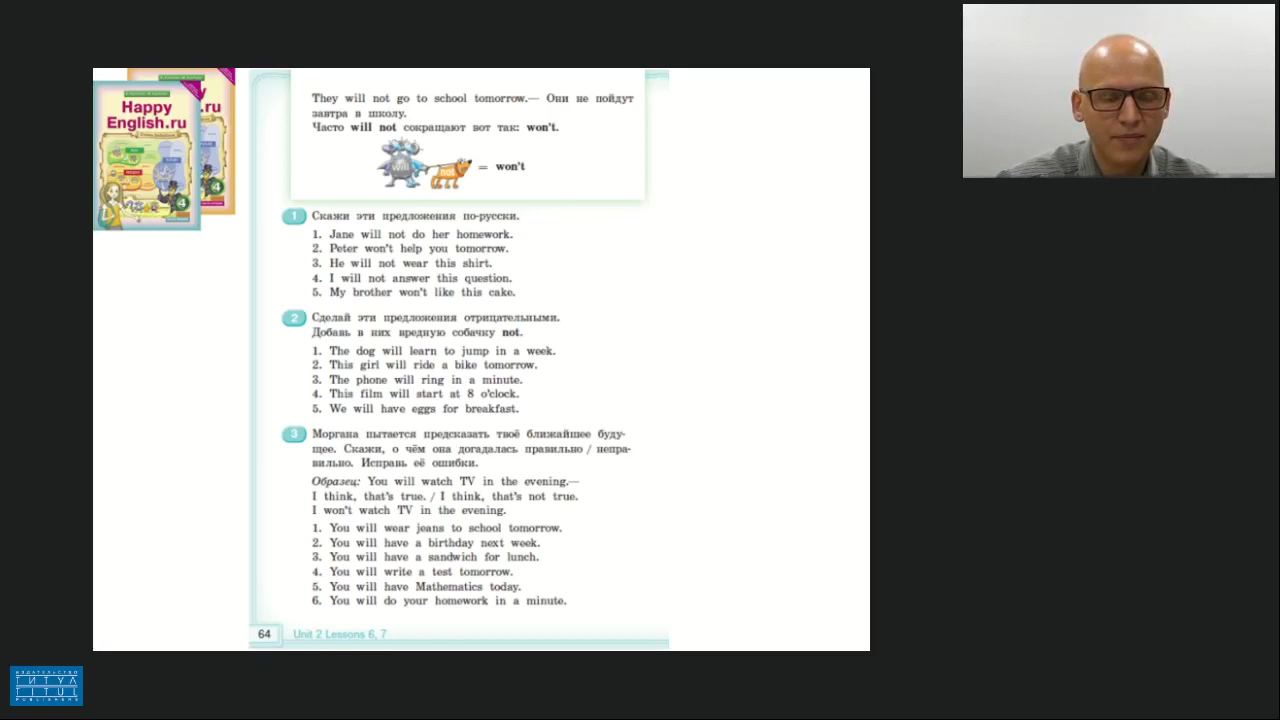 Happy
English.ru
4
.ru
4
They will not go to school tomorrow.— Они не пойдут
завтра в школу.
Часто will not сокращают вот так: won't.
will not = won't
1 Скажи эти предложения по-русски.
1. Jane will not do her homework.
2. Peter won't help you tomorrow.
3. He will not wear this shirt.
4. I will not answer this question.
5. My brother won't like this cake.
2 Сделай эти предложения отрицательными.
Добавь в них вредную собачку not.
1. The dog will learn to jump in a week.
2. This girl will ride a bike tomorrow.
3. The phone will ring in a minute.
4. This film will start at 8 o'clock.
5. We will have eggs for breakfast.
3 Моргана пытается предсказать твоё ближайшее буду-
щее. Скажи, о чём она догадалась правильно / непра-
вильно. Исправь её ошибки.
Образец: You will watch TV in the evening.—
I think, that's true. / I think, that's not true.
I won't watch TV in the evening.
1. You will wear jeans to school tomorrow.
2. You will have a birthday next week.
3. You will have a sandwich for lunch.
4. You will write a test tomorrow.
5. You will have Mathematics today.
6. You will do your homework in a minute.
64 Unit 2 Lessons 6, 7
ИЗДАТЕЛЬСТВО
ТИТУЛ
TITUL
PUBLISHERS